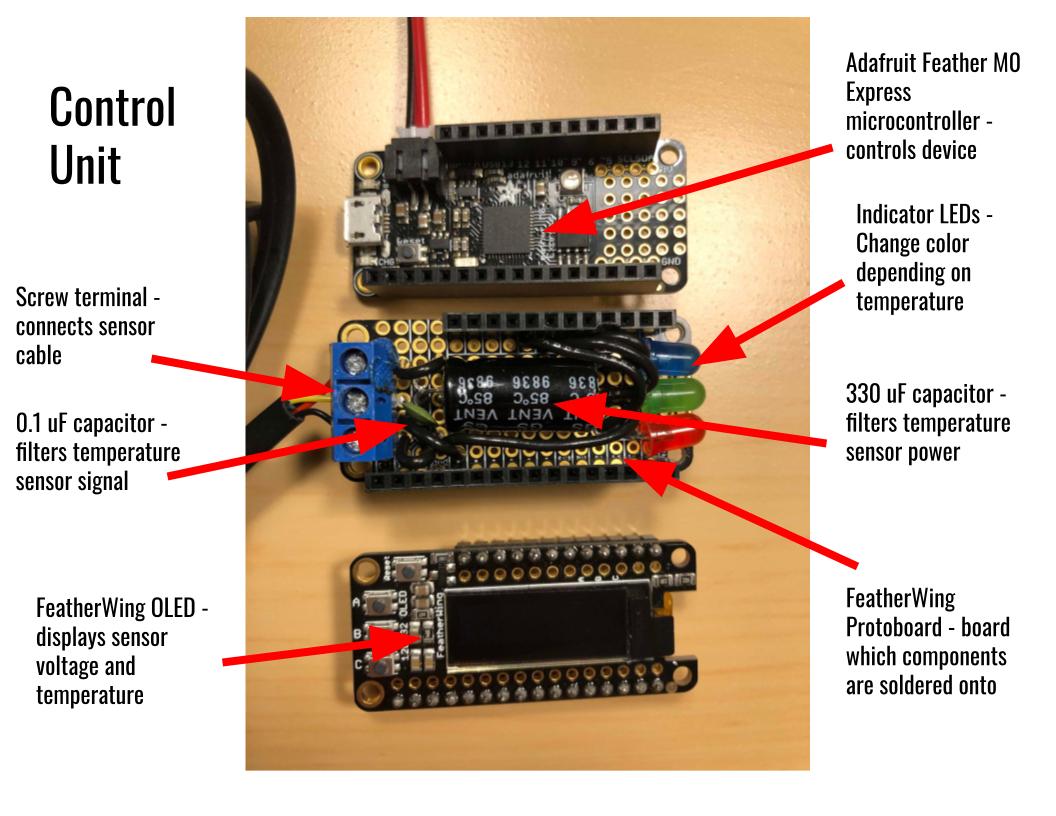 Control
Unit
Adafruit Feather M0
Express
microcontroller -
controls device
Indicator LEDs -
Change color
depending on
temperature
Screw terminal -
connects sensor
cable
0.1 uF capacitor -
filters temperature
sensor signal
330 uF capacitor -
filters temperature
sensor power
FeatherWing OLED -
displays sensor
voltage and
temperature
FeatherWing
Protoboard - board
which components
are soldered onto
adafruit
Reset
CHG
GND
9836 9836
85°C 85°C
VENT VENT
Reset
A
B
C
OLED
FeatherWing